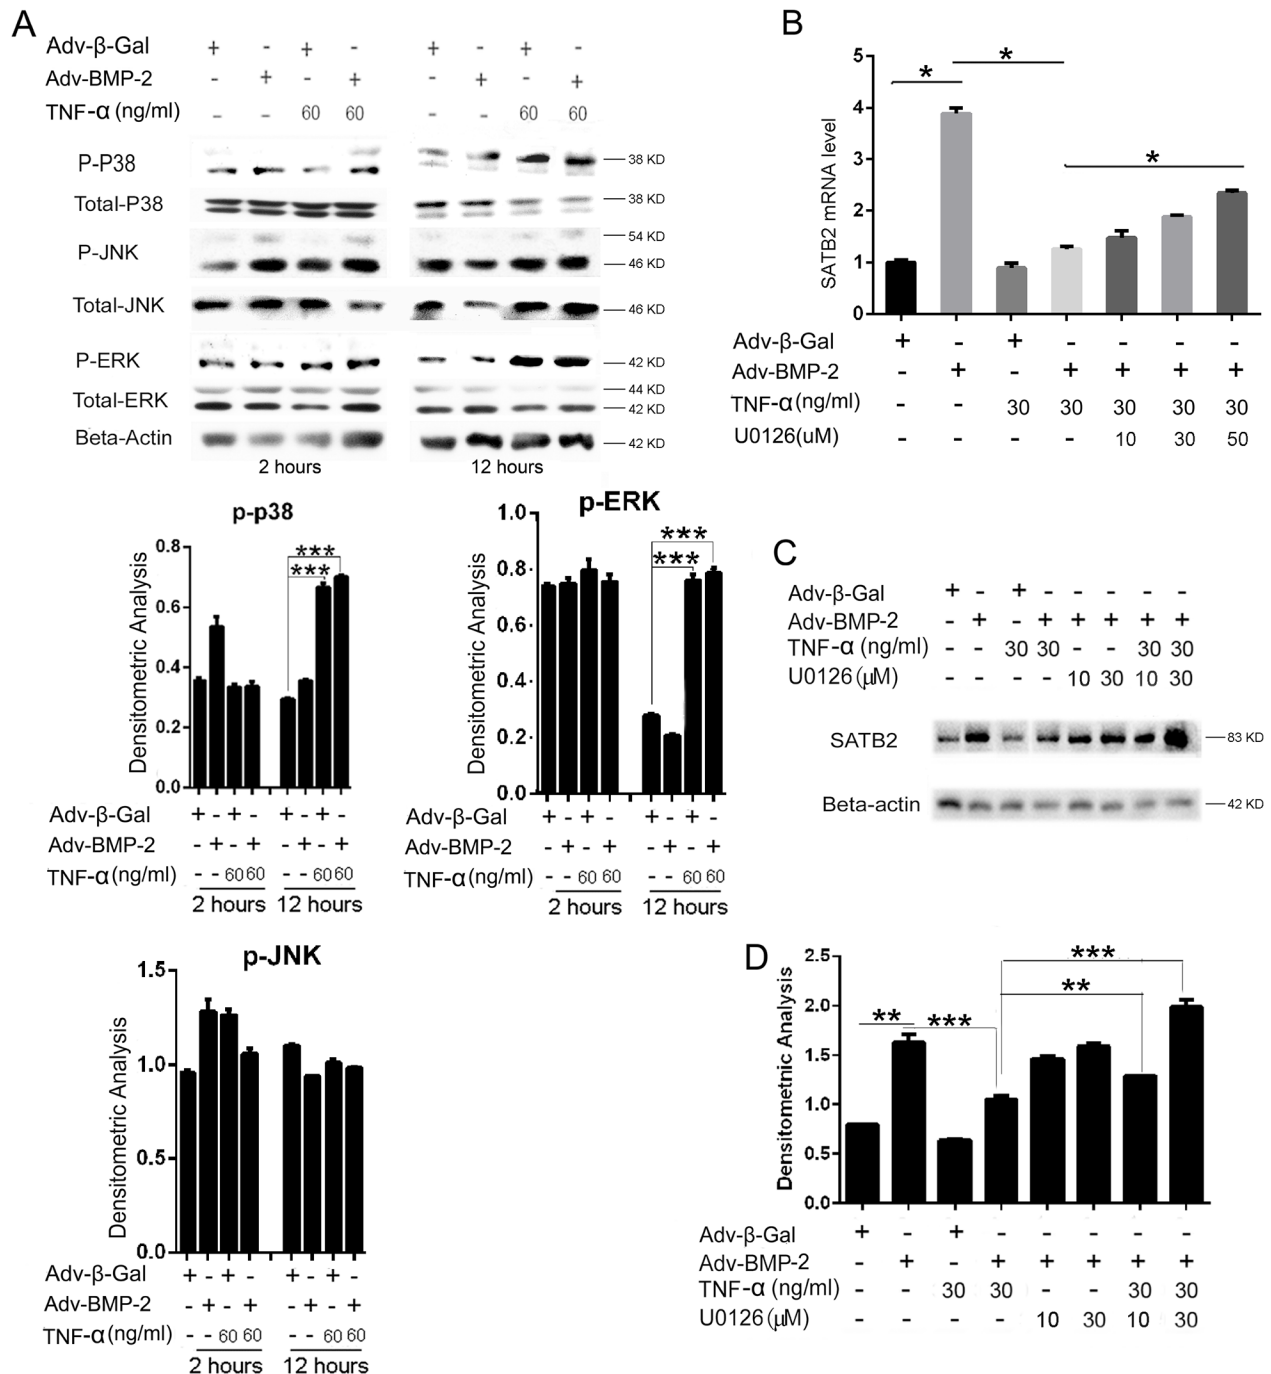 A
Adv-β-Gal + - + - + - + -
Adv-BMP-2 - + - + - + - +
TNF-α (ng/ml) - - 60 60 - - 60 60
P-P38 38 KD
Total-P38 38 KD
54 KD
P-JNK 46 KD
Total-JNK 46 KD
P-ERK 42 KD
44 KD
Total-ERK 42 KD
Beta-Actin 42 KD
2 hours 12 hours
p-p38
Densitometric Analysis
0.8
0.6
0.4
0.2
0.0
*** ***
Adv-β-Gal + - + - + - + -
Adv-BMP-2 - + - + - + - +
TNF-α (ng/ml) - - 60 60 - - 60 60
2 hours 12 hours
p-ERK
Densitometric Analysis
1.0
0.8
0.6
0.4
0.2
0.0
*** ***
Adv-β-Gal + - + - + - + -
Adv-BMP-2 - + - + - + - +
TNF-α (ng/ml) - - 60 60 - - 60 60
2 hours 12 hours
p-JNK
Densitometric Analysis
1.5
1.0
0.5
0.0
Adv-β-Gal + - + - + - + -
Adv-BMP-2 - + - + - + - +
TNF-α (ng/ml) - - 60 60 - - 60 60
2 hours 12 hours
B
SATB2 mRNA level
5
4
3
2
1
0
* * *
Adv-β-Gal + - + - - - -
Adv-BMP-2 - + - + + + +
TNF-α (ng/ml) - - 30 30 30 30 30
U0126(uM) - - - - 10 30 50
C
Adv-β-Gal + - + - - - - -
Adv-BMP-2 - + - + + + + +
TNF-α (ng/ml) - - 30 30 - - 30 30
U0126 (μM) - - - - 10 30 10 30
SATB2 83 KD
Beta-actin 42 KD
D
Densitometnic Analysis
2.5
2.0
1.5
1.0
0.5
0.0
** *** ** ***
Adv-β-Gal + - + - - - - -
Adv-BMP-2 - + - + + + + +
TNF-α (ng/ml) - - 30 30 - - 30 30
U0126 (μM) - - - - 10 30 10 30